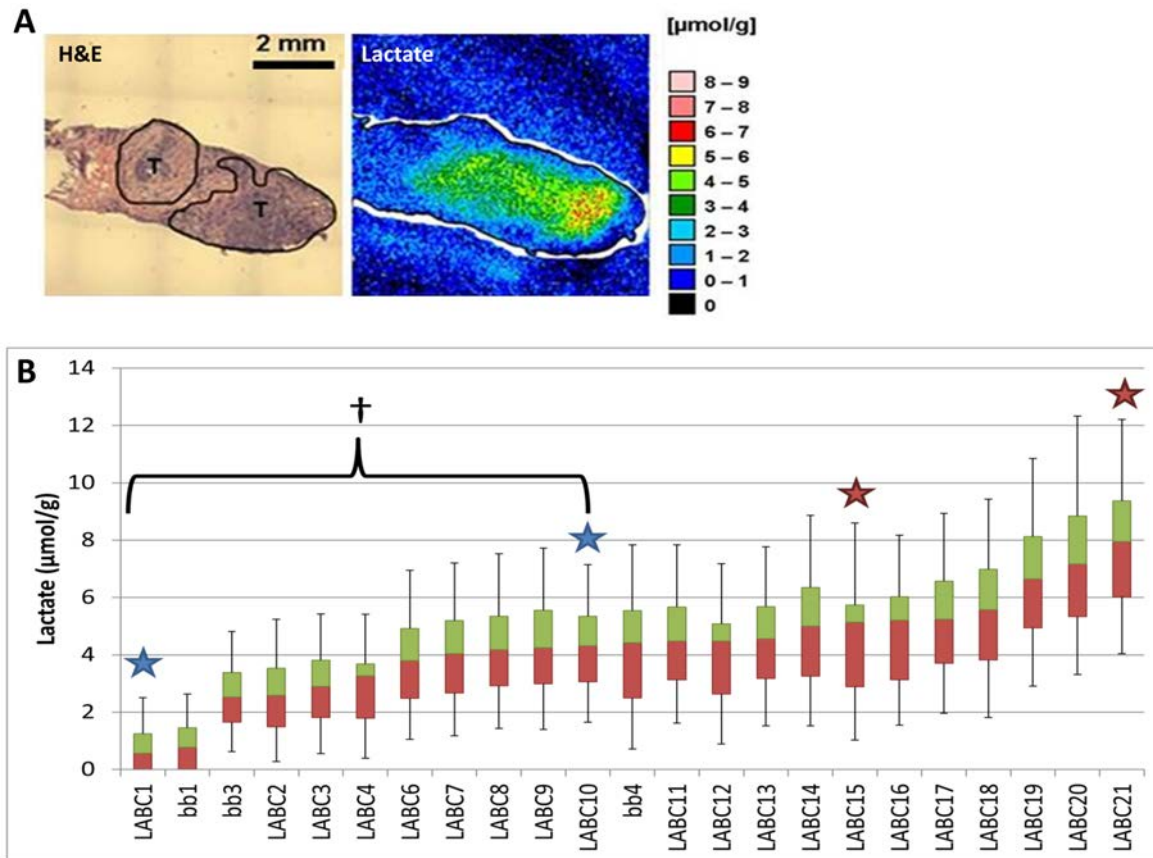 A
H&E
2 mm
T
T
Lactate
[µmol/g]
8 – 9
7 – 8
6 – 7
5 – 6
4 – 5
3 – 4
2 – 3
1 – 2
0 – 1
0
B
†
Lactate (µmol/g)
14
12
10
8
6
4
2
0
LABC1
bb1
bb3
LABC2
LABC3
LABC4
LABC6
LABC7
LABC8
LABC9
LABC10
bb4
LABC11
LABC12
LABC13
LABC14
LABC15
LABC16
LABC17
LABC18
LABC19
LABC20
LABC21